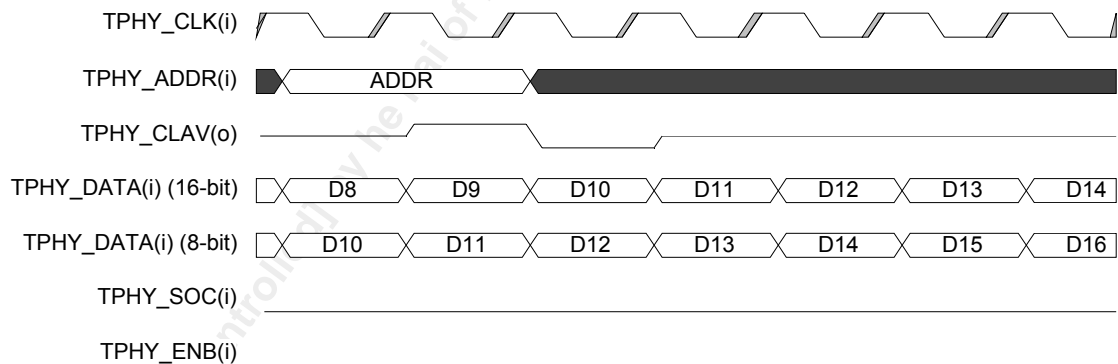 TPHY_CLK(i)
TPHY_ADDR(i) ADDR
TPHY_CLAV(o)
TPHY_DATA(i) (16-bit) D8 D9 D10 D11 D12 D13 D14
TPHY_DATA(i) (8-bit) D10 D11 D12 D13 D14 D15 D16
TPHY_SOC(i)
TPHY_ENB(i)